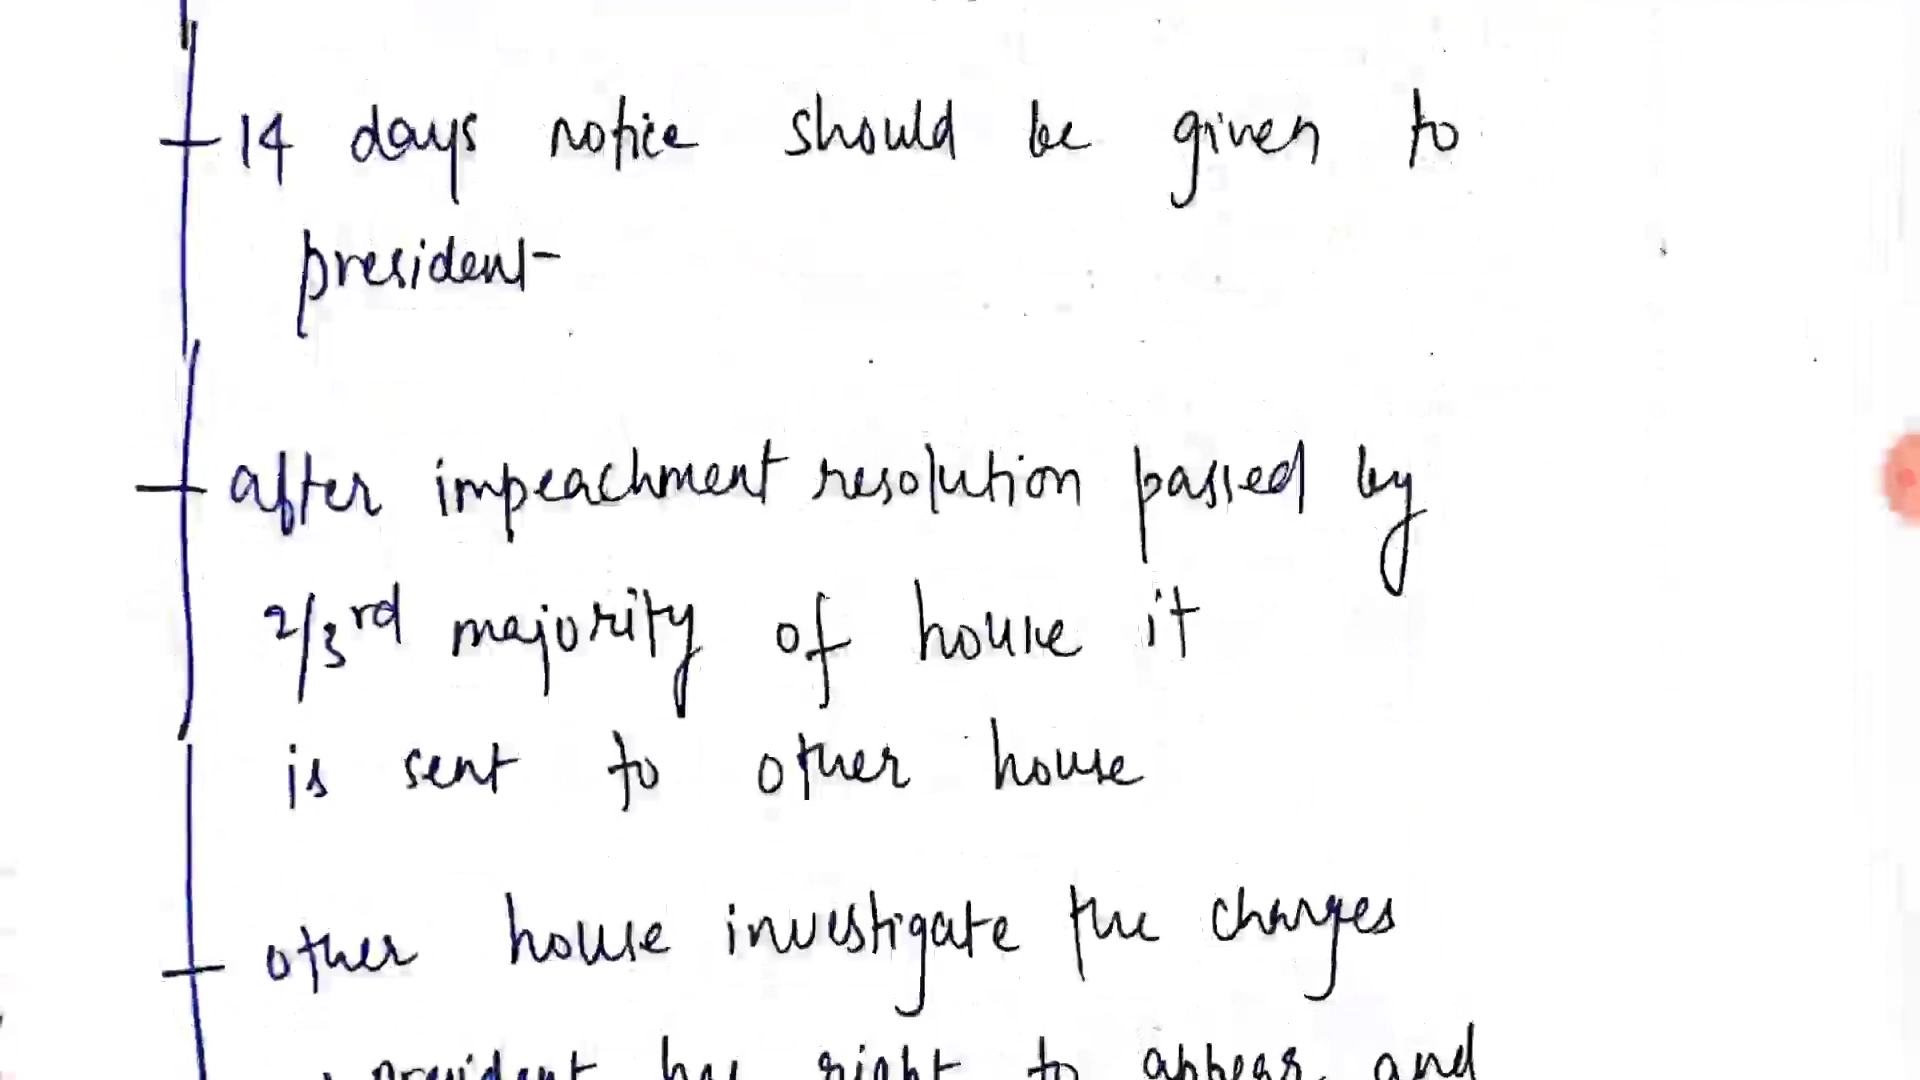 14 days notice should be given to
president
after impeachment resolution passed by
2/3rd majority of house it
is sent to other house
other house investigate the charges
president has right to appear and